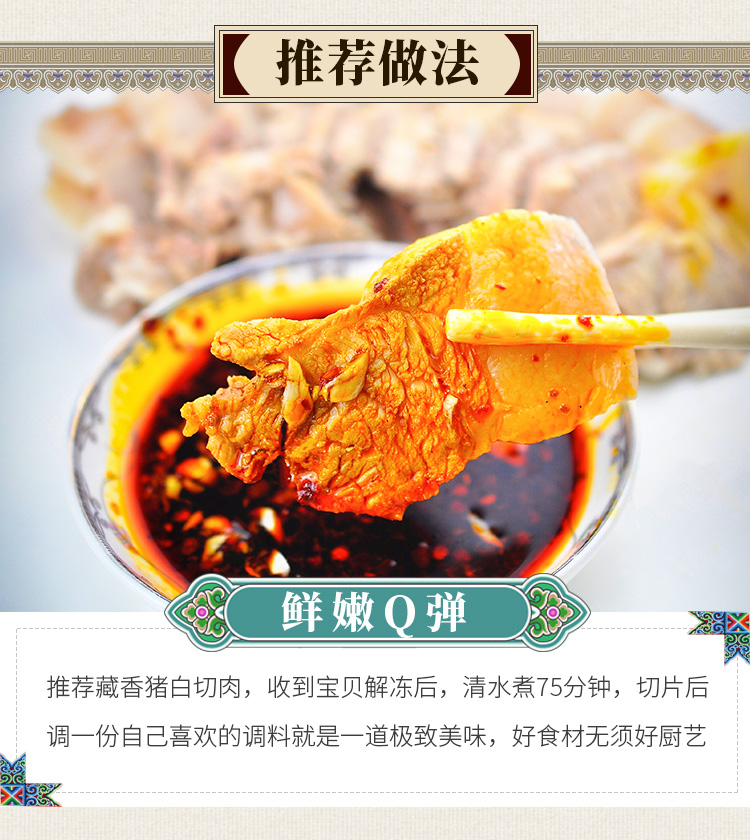 推荐做法
鲜嫩Q弹
推荐藏香猪白切肉，收到宝贝解冻后，清水煮75分钟，切片后
调一份自己喜欢的调料就是一道极致美味，好食材无须好厨艺